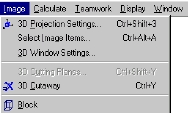 Image Calculate Teamwork Display Window
3D Projection Settings... Ctrl+Shift+3
Select Image Items... Ctrl+Alt+A
3D Window Settings...
3D Cutting Planes... Ctrl+Shift+Y
3D Cutaway Ctrl+Y
Block